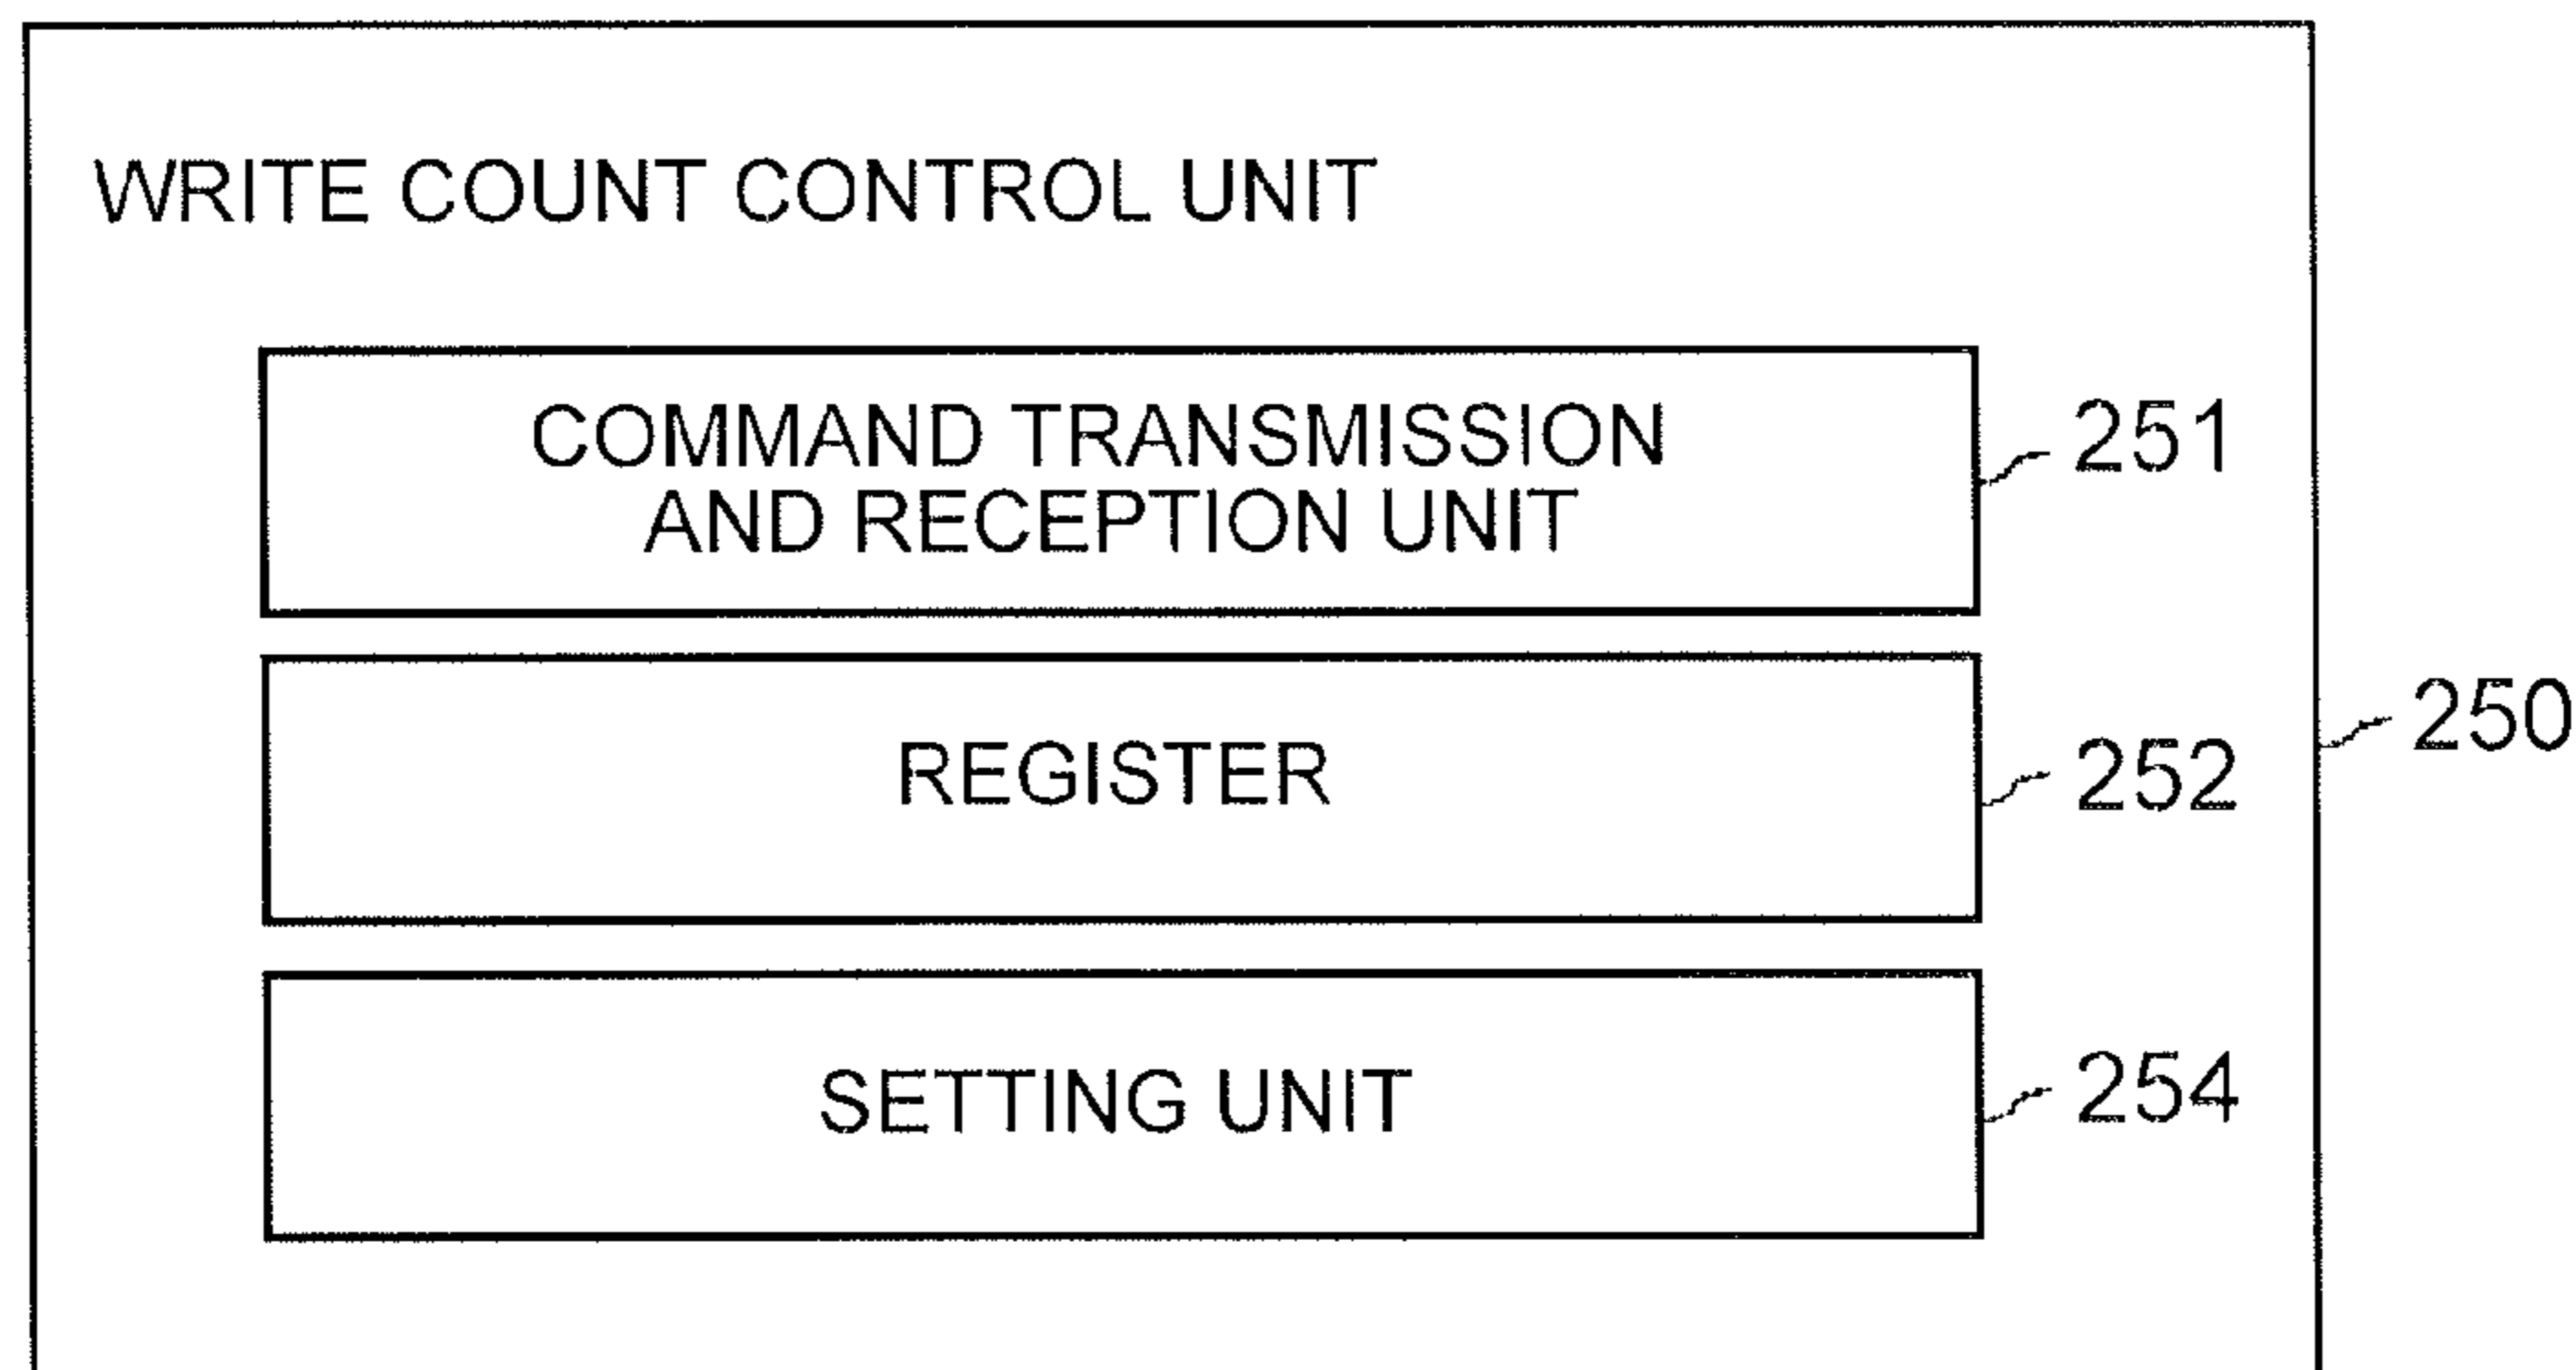 WRITE COUNT CONTROL UNIT
COMMAND TRANSMISSION
AND RECEPTION UNIT
251
REGISTER
252
250
SETTING UNIT
254